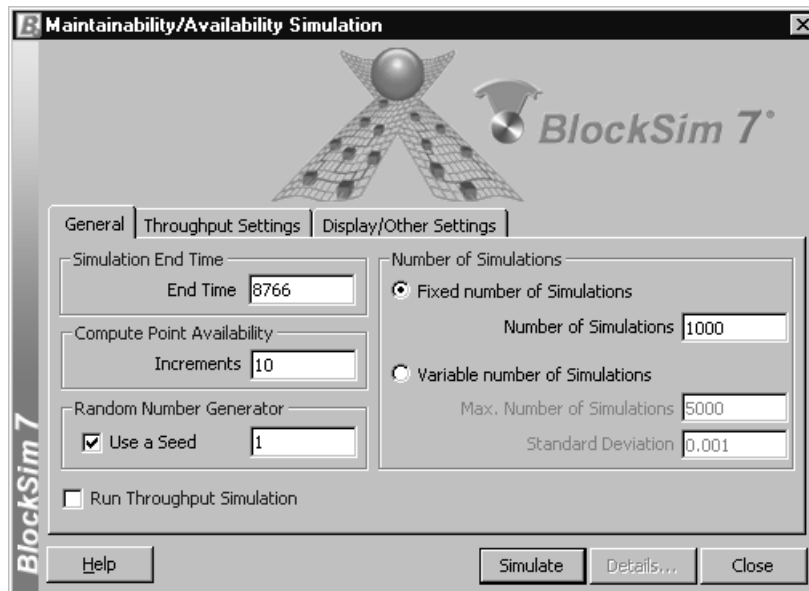 B
Maintainability/Availability Simulation
BlockSim 7
General
Throughput Settings
Display/Other Settings
Simulation End Time
End Time 8766
Compute Point Availability
Increments 10
Random Number Generator
Use a Seed 1
Run Throughput Simulation
Number of Simulations
Fixed number of Simulations
Number of Simulations 1000
Variable number of Simulations
Max. Number of Simulations 5000
Standard Deviation 0.001
BlockSim 7
Help
Simulate
Details...
Close